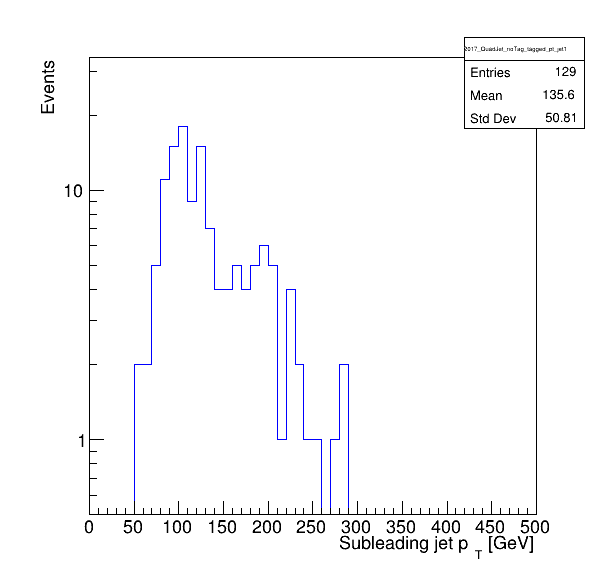 2017_QuadJet_noTag_tagged_pt_jet1
Entries 129
Mean 135.6
Std Dev 50.81
Events
10
1
0 50 100 150 200 250 300 350 400 450 500
Subleading jet p T [GeV]